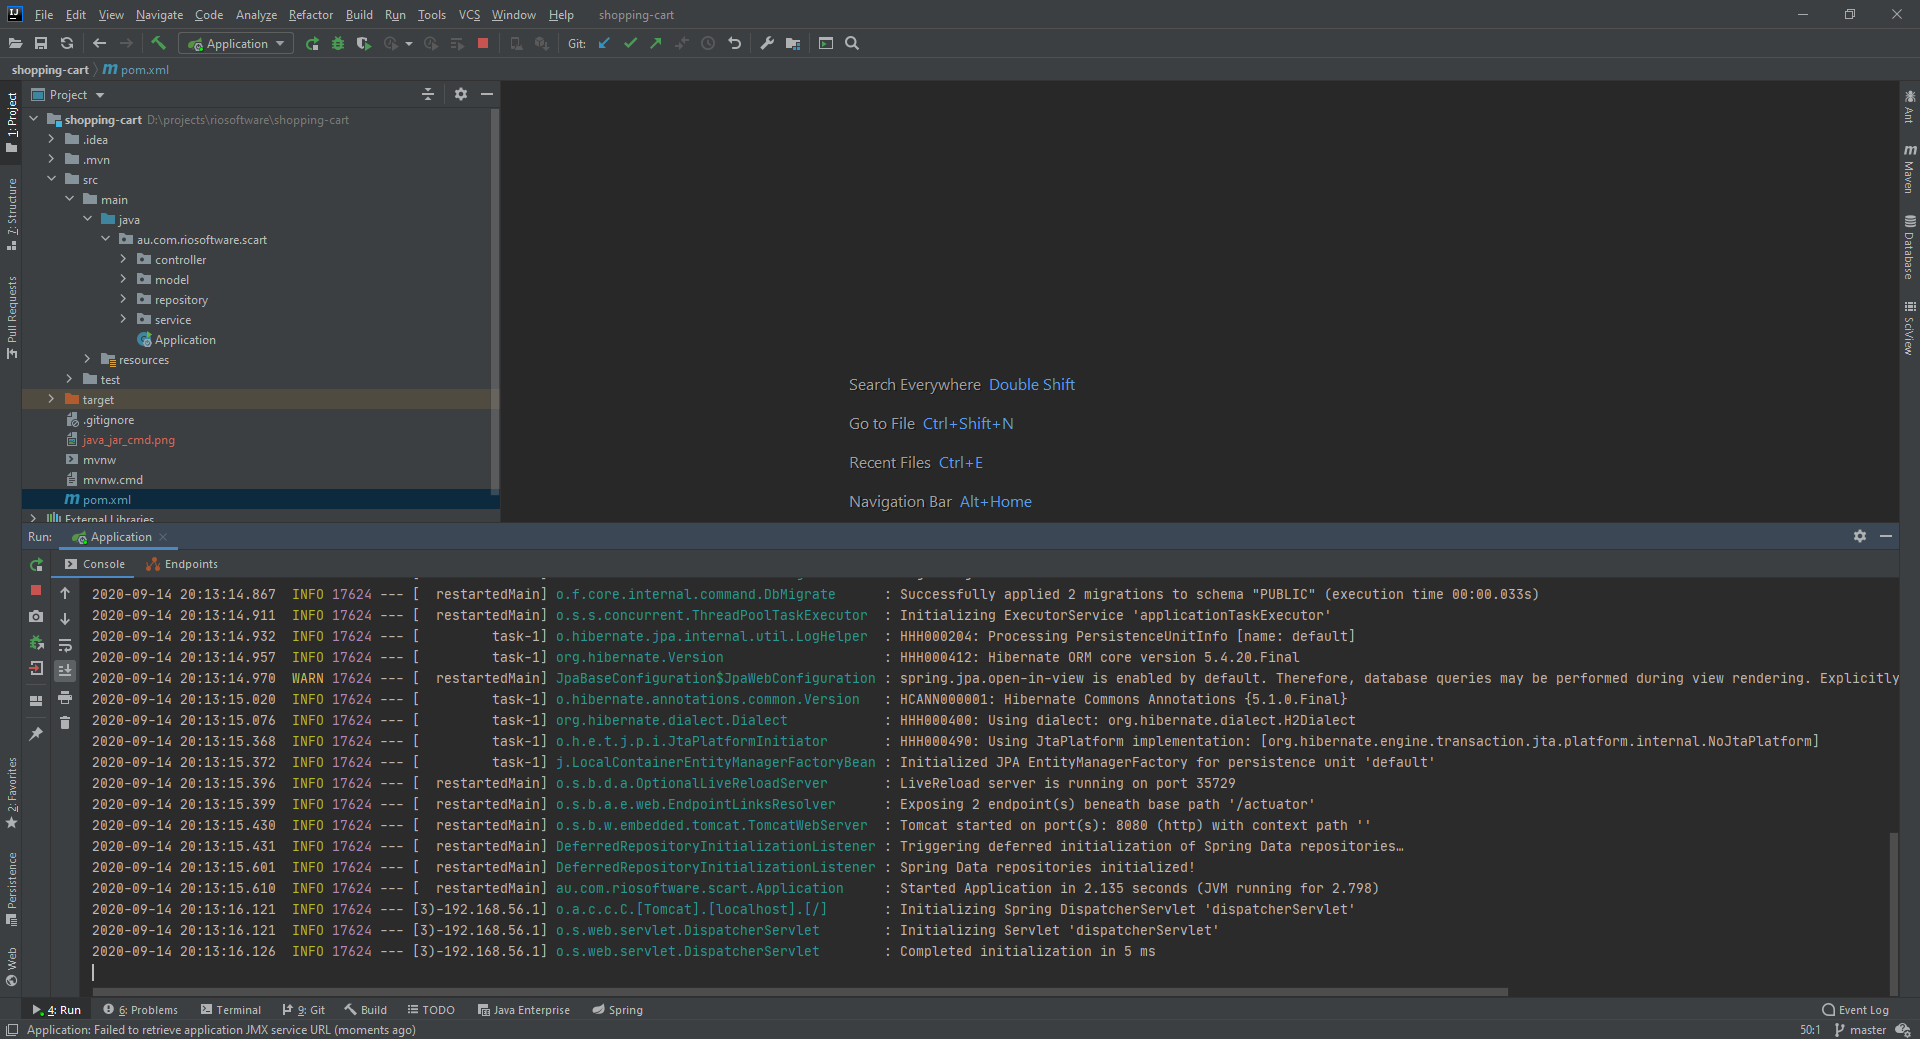 File Edit View Navigate Code Analyze Refactor Build Run Tools VCS Window Help shopping-cart
Application Git:
shopping-cart pom.xml
Project
shopping-cart D:\projects\riosoftware\shopping-cart
.idea
.mvn
src
main
java
au.com.riosoftware.scart
controller
model
repository
service
Application
resources
test
target
.gitignore
java_jar_cmd.png
mvnw
mvnw.cmd
pom.xml
External Libraries
1: Project
7: Structure
Pull Requests
2: Favorites
Persistence
Web
Ant
Maven
Database
SciView
Search Everywhere Double Shift
Go to File Ctrl+Shift+N
Recent Files Ctrl+E
Navigation Bar Alt+Home
Run: Application
Console Endpoints
2020-09-14 20:13:14.867 INFO 17624 --- [ restartedMain] o.f.core.internal.command.DbMigrate : Successfully applied 2 migrations to schema "PUBLIC" (execution time 00:00.033s)
2020-09-14 20:13:14.911 INFO 17624 --- [ restartedMain] o.s.s.concurrent.ThreadPoolTaskExecutor : Initializing ExecutorService 'applicationTaskExecutor'
2020-09-14 20:13:14.932 INFO 17624 --- [ task-1] o.hibernate.jpa.internal.util.LogHelper : HHH000204: Processing PersistenceUnitInfo [name: default]
2020-09-14 20:13:14.957 INFO 17624 --- [ task-1] org.hibernate.Version : HHH000412: Hibernate ORM core version 5.4.20.Final
2020-09-14 20:13:14.970 WARN 17624 --- [ restartedMain] JpaBaseConfiguration$JpaWebConfiguration : spring.jpa.open-in-view is enabled by default. Therefore, database queries may be performed during view rendering. Explicitly
2020-09-14 20:13:15.020 INFO 17624 --- [ task-1] o.hibernate.annotations.common.Version : HCANN000001: Hibernate Commons Annotations {5.1.0.Final}
2020-09-14 20:13:15.076 INFO 17624 --- [ task-1] org.hibernate.dialect.Dialect : HHH000400: Using dialect: org.hibernate.dialect.H2Dialect
2020-09-14 20:13:15.368 INFO 17624 --- [ task-1] o.h.e.t.j.p.i.JtaPlatformInitiator : HHH000490: Using JtaPlatform implementation: [org.hibernate.engine.transaction.jta.platform.internal.NoJtaPlatform]
2020-09-14 20:13:15.372 INFO 17624 --- [ task-1] j.LocalContainerEntityManagerFactoryBean : Initialized JPA EntityManagerFactory for persistence unit 'default'
2020-09-14 20:13:15.396 INFO 17624 --- [ restartedMain] o.s.b.d.a.OptionalLiveReloadServer : LiveReload server is running on port 35729
2020-09-14 20:13:15.399 INFO 17624 --- [ restartedMain] o.s.b.a.e.web.EndpointLinksResolver : Exposing 2 endpoint(s) beneath base path '/actuator'
2020-09-14 20:13:15.430 INFO 17624 --- [ restartedMain] o.s.b.w.embedded.tomcat.TomcatWebServer : Tomcat started on port(s): 8080 (http) with context path ''
2020-09-14 20:13:15.431 INFO 17624 --- [ restartedMain] DeferredRepositoryInitializationListener : Triggering deferred initialization of Spring Data repositories…
2020-09-14 20:13:15.601 INFO 17624 --- [ restartedMain] DeferredRepositoryInitializationListener : Spring Data repositories initialized!
2020-09-14 20:13:15.610 INFO 17624 --- [ restartedMain] au.com.riosoftware.scart.Application : Started Application in 2.135 seconds (JVM running for 2.798)
2020-09-14 20:13:16.121 INFO 17624 --- [3)-192.168.56.1] o.a.c.c.C.[Tomcat].[localhost].[/] : Initializing Spring DispatcherServlet 'dispatcherServlet'
2020-09-14 20:13:16.121 INFO 17624 --- [3)-192.168.56.1] o.s.web.servlet.DispatcherServlet : Initializing Servlet 'dispatcherServlet'
2020-09-14 20:13:16.126 INFO 17624 --- [3)-192.168.56.1] o.s.web.servlet.DispatcherServlet : Completed initialization in 5 ms
4: Run 6: Problems Terminal 9: Git Build TODO Java Enterprise Spring Event Log
Application: Failed to retrieve application JMX service URL (moments ago) 50:1 master